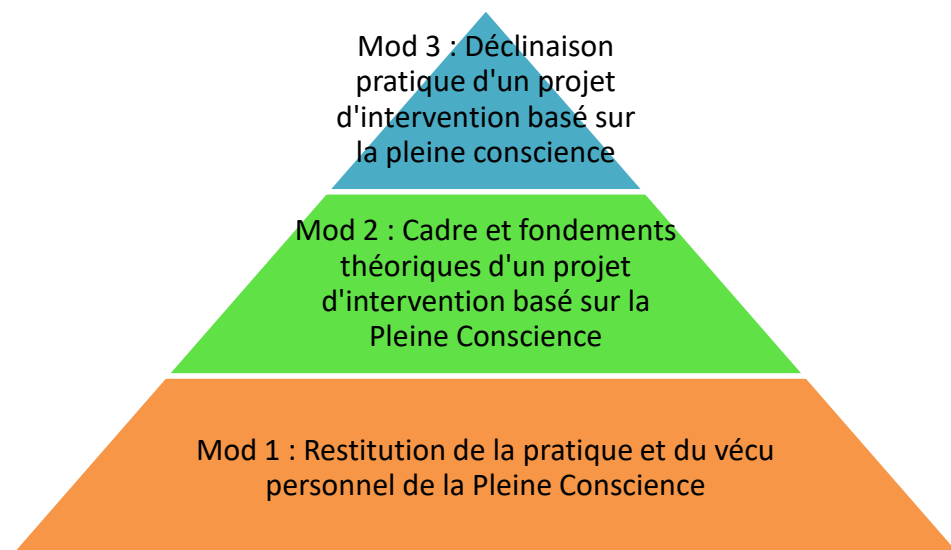 Mod 3 : Déclinaison
pratique d'un projet
d'intervention basé sur
la pleine conscience
Mod 2 : Cadre et fondements
théoriques d'un projet
d'intervention basé sur la
Pleine Conscience
Mod 1 : Restitution de la pratique et du vécu
personnel de la Pleine Conscience